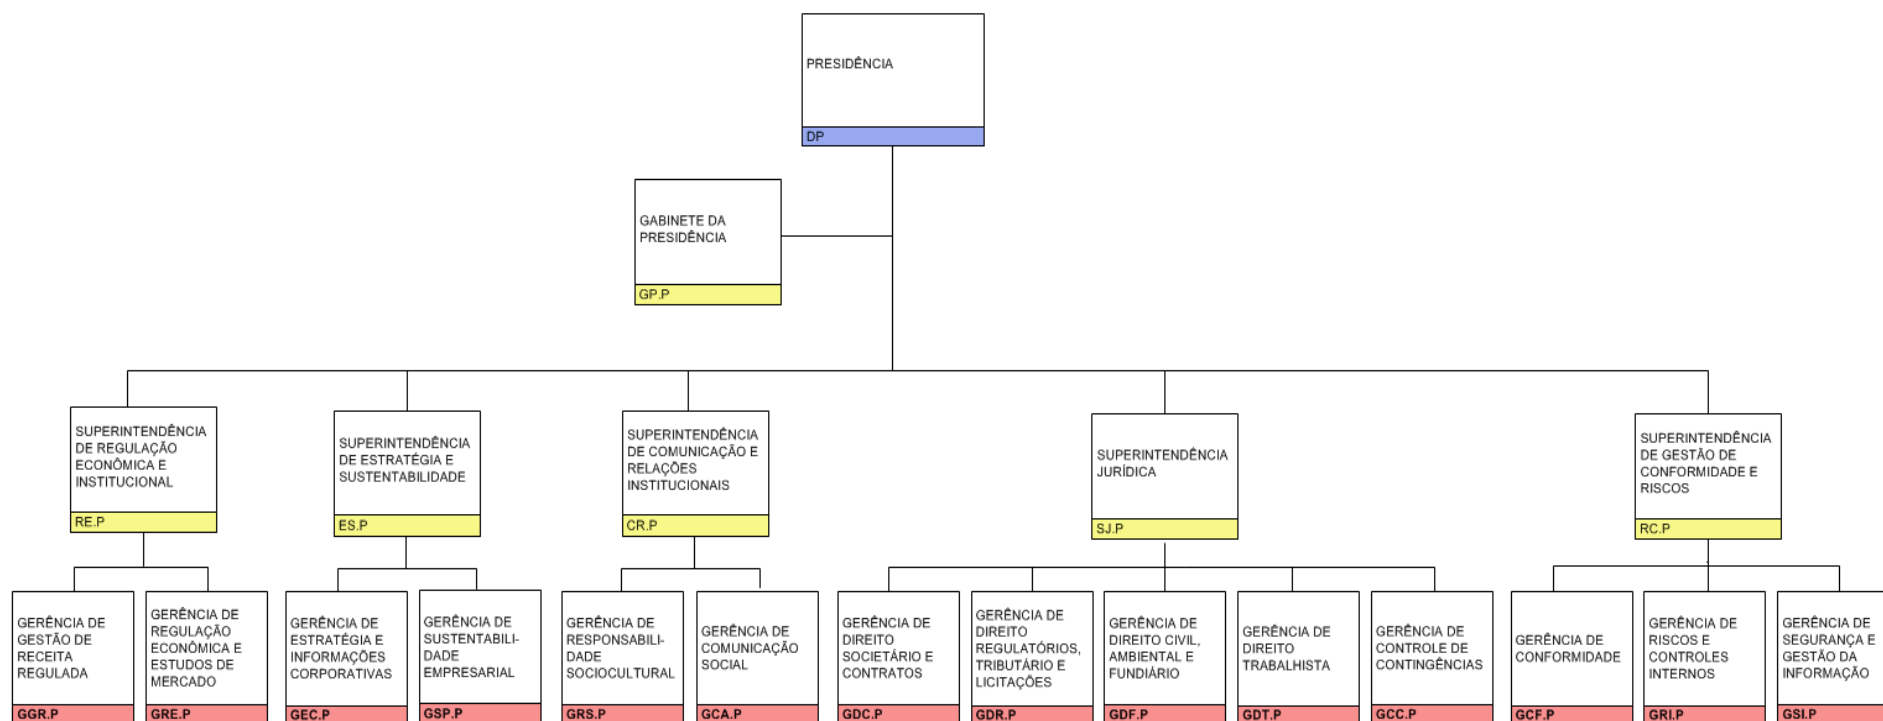 PRESIDÊNCIA
DP
GABINETE DA
PRESIDÊNCIA
GP.P
SUPERINTENDÊNCIA
DE REGULAÇÃO
ECONÔMICA E
INSTITUCIONAL
RE.P
SUPERINTENDÊNCIA
DE ESTRATÉGIA E
SUSTENTABILIDADE
ES.P
SUPERINTENDÊNCIA
DE COMUNICAÇÃO E
RELAÇÕES
INSTITUCIONAIS
CR.P
SUPERINTENDÊNCIA
JURÍDICA
SJ.P
SUPERINTENDÊNCIA
DE GESTÃO DE
CONFORMIDADE E
RISCOS
RC.P
GERÊNCIA DE
GESTÃO DE
RECEITA
REGULADA
GGR.P
GERÊNCIA DE
REGULAÇÃO
ECONÔMICA E
ESTUDOS DE
MERCADO
GRE.P
GERÊNCIA DE
ESTRATÉGIA E
INFORMAÇÕES
CORPORATIVAS
GEC.P
GERÊNCIA DE
SUSTENTABILI-
DADE
EMPRESARIAL
GSP.P
GERÊNCIA DE
RESPONSABILI-
DADE
SOCIOCULTURAL
GRS.P
GERÊNCIA DE
COMUNICAÇÃO
SOCIAL
GCA.P
GERÊNCIA DE
DIREITO
SOCIETÁRIO E
CONTRATOS
GDC.P
GERÊNCIA DE
DIREITO
REGULATÓRIOS,
TRIBUTÁRIO E
LICITAÇÕES
GDR.P
GERÊNCIA DE
DIREITO CIVIL,
AMBIENTAL E
FUNDIÁRIO
GDF.P
GERÊNCIA DE
DIREITO
TRABALHISTA
GDT.P
GERÊNCIA DE
CONTROLE DE
CONTINGÊNCIAS
GCC.P
GERÊNCIA DE
CONFORMIDADE
GCF.P
GERÊNCIA DE
RISCOS E
CONTROLES
INTERNOS
GRI.P
GERÊNCIA DE
SEGURANÇA E
GESTÃO DA
INFORMAÇÃO
GSI.P